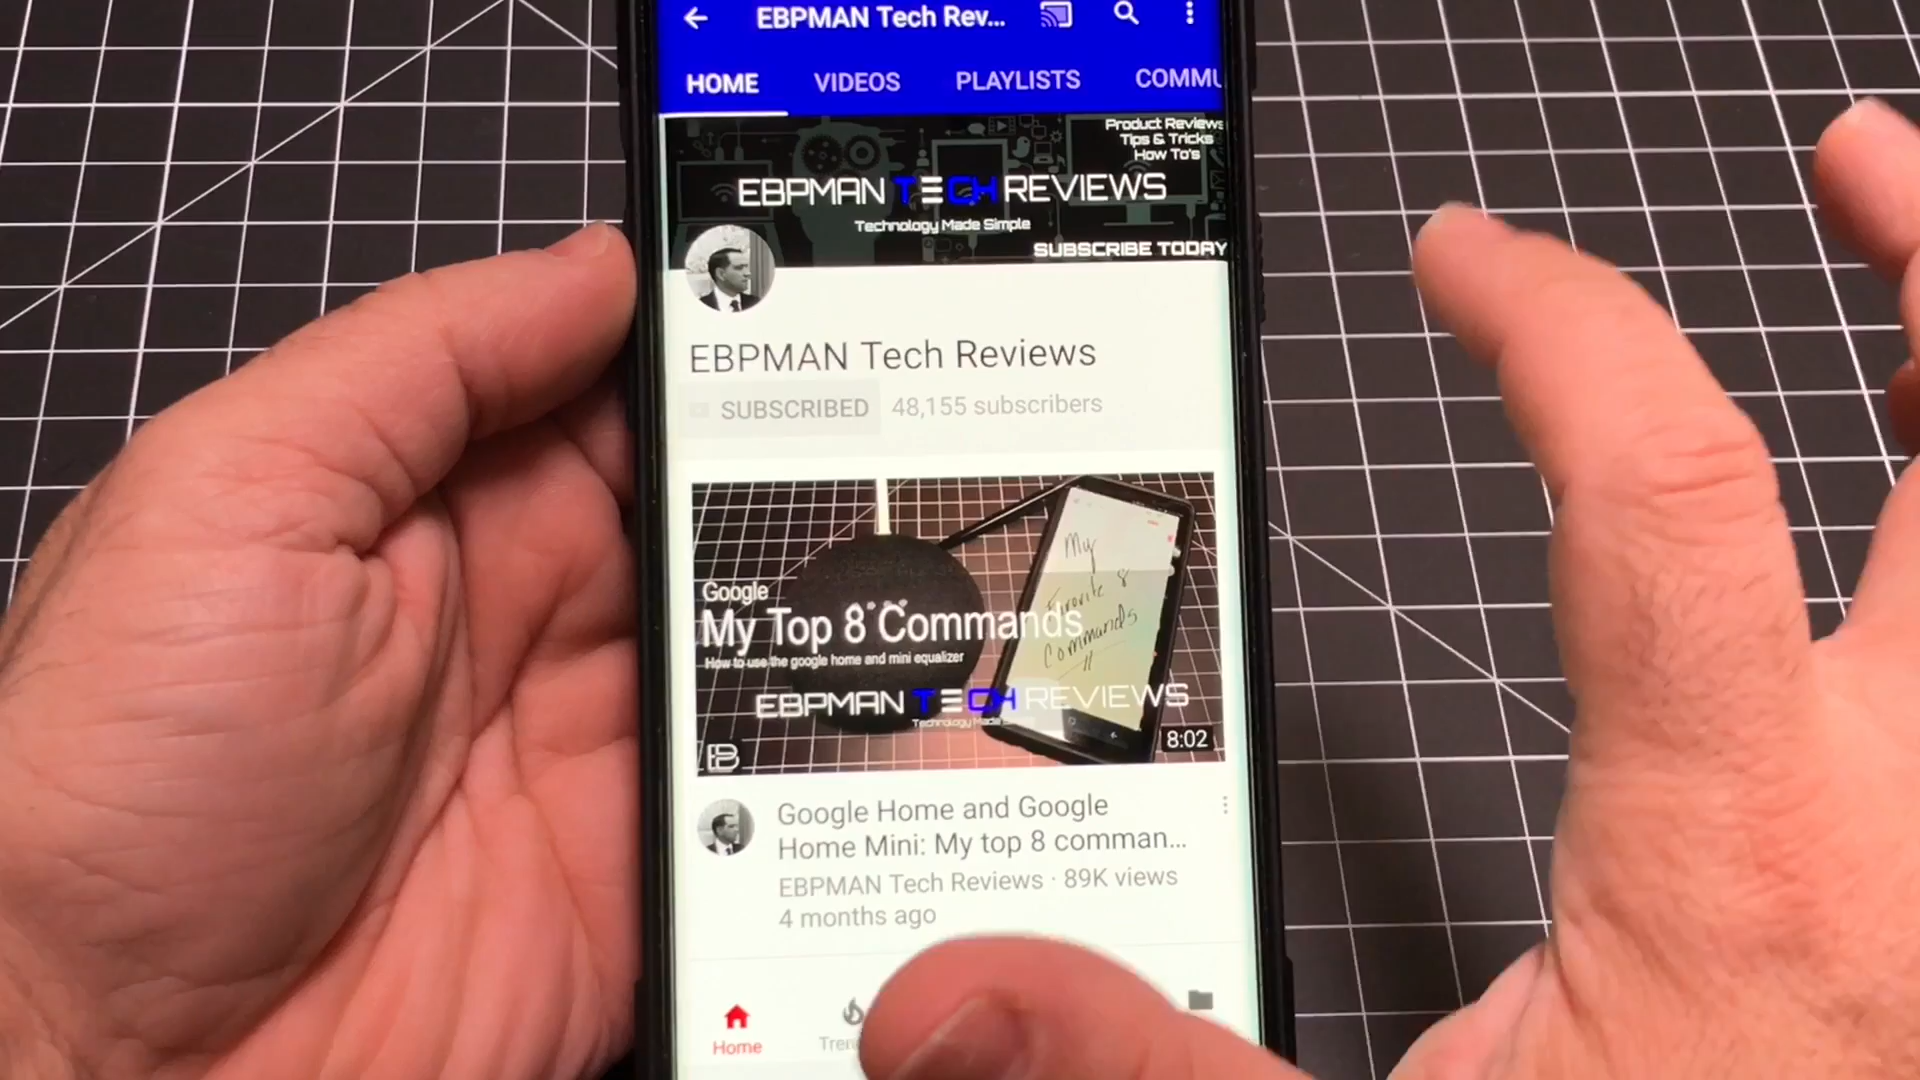 EBPMAN Tech Rev...
HOME VIDEOS PLAYLISTS COMMU
Product Reviews
Tips & Tricks
How To's
EBPMAN TECH REVIEWS
Technology Made Simple
SUBSCRIBE TODAY
EBPMAN Tech Reviews
SUBSCRIBED 48,155 subscribers
My
Favorite 8
Commands
Google
My Top 8 Commands
How to use the google home and mini equalizer
EBPMAN TECH REVIEWS
Technology Made
8:02
Google Home and Google
Home Mini: My top 8 comman...
EBPMAN Tech Reviews · 89K views
4 months ago
Home Tren